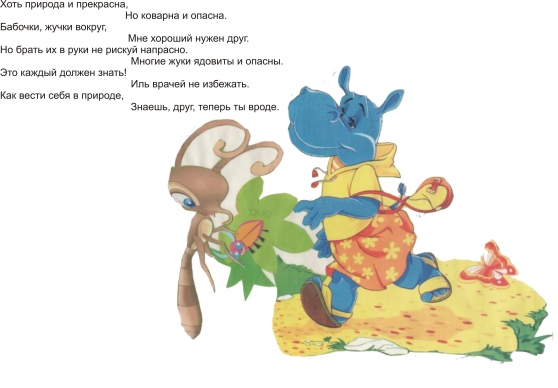 Хоть природа и прекрасна,
Но коварна и опасна.
Бабочки, жучки вокруг,
Мне хороший нужен друг.
Но брать их в руки не рискуй напрасно.
Многие жуки ядовиты и опасны.
Это каждый должен знать!
Иль врачей не избежать.
Как вести себя в природе,
Знаешь, друг, теперь ты вроде.